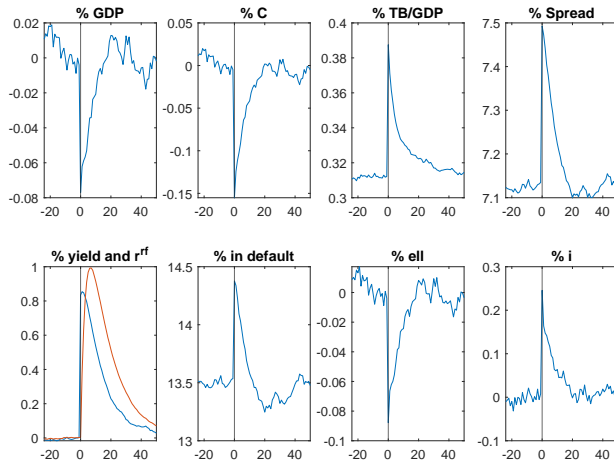 % GDP
% C
% TB/GDP
% Spread
0.02
0
-0.02
-0.04
-0.06
-0.08
-20 0 20 40
0.05
0
-0.05
-0.1
-0.15
-20 0 20 40
0.4
0.38
0.36
0.34
0.32
0.3
-20 0 20 40
7.5
7.4
7.3
7.2
7.1
-20 0 20 40
% yield and r^rf
% in default
% ell
% i
1
0.8
0.6
0.4
0.2
0
-20 0 20 40
14.5
14
13.5
13
-20 0 20 40
0
-0.02
-0.04
-0.06
-0.08
-0.1
-20 0 20 40
0.3
0.2
0.1
0
-0.1
-20 0 20 40